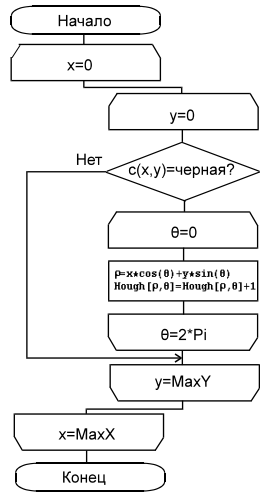 Начало
x=0
y=0
Нет
c(x,y)=черная?
θ=0
ρ=x*cos(θ)+y*sin(θ)
Hough[ρ,θ]=Hough[ρ,θ]+1
θ=2*Pi
y=MaxY
x=MaxX
Конец